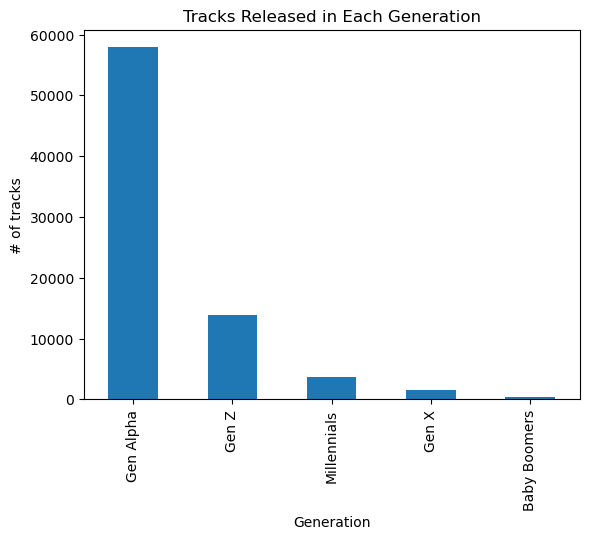 Tracks Released in Each Generation
60000
50000
40000
30000
20000
10000
0
# of tracks
Gen Alpha
Gen Z
Millennials
Gen X
Baby Boomers
Generation